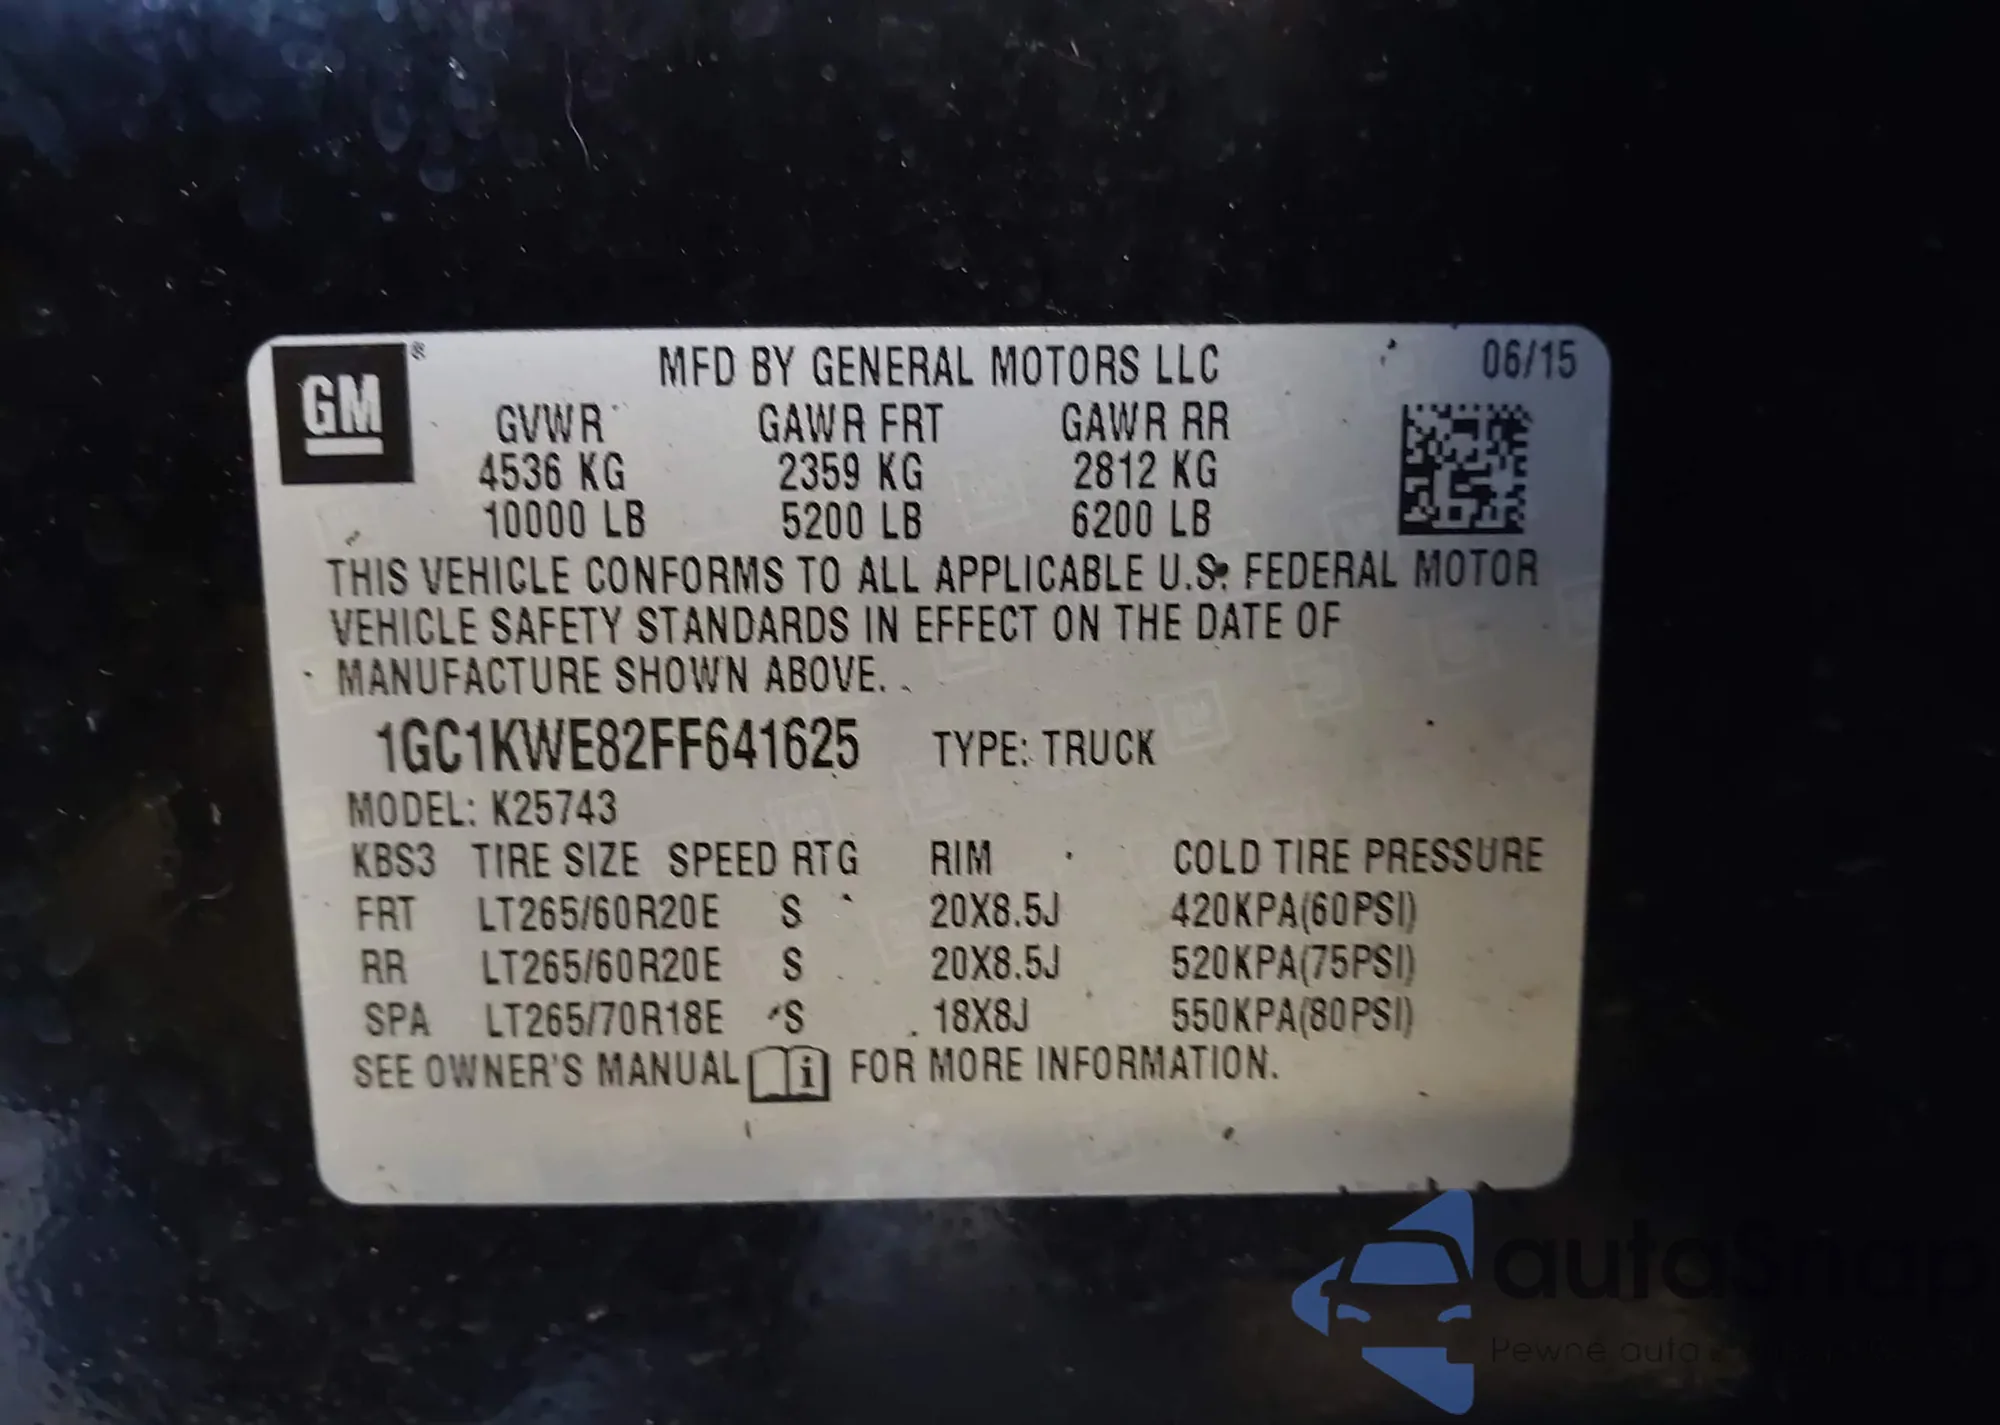 GM ® MFD BY GENERAL MOTORS LLC 06/15
GVWR GAWR FRT GAWR RR
4536 KG 2359 KG 2812 KG
10000 LB 5200 LB 6200 LB
THIS VEHICLE CONFORMS TO ALL APPLICABLE U.S. FEDERAL MOTOR
VEHICLE SAFETY STANDARDS IN EFFECT ON THE DATE OF
MANUFACTURE SHOWN ABOVE.
1GC1KWE82FF641625 TYPE: TRUCK
MODEL: K25743
KBS3 TIRE SIZE SPEED RTG RIM COLD TIRE PRESSURE
FRT LT265/60R20E S 20X8.5J 420KPA(60PSI)
RR LT265/60R20E S 20X8.5J 520KPA(75PSI)
SPA LT265/70R18E S 18X8J 550KPA(80PSI)
SEE OWNER'S MANUAL i FOR MORE INFORMATION.
autaSnap
Pewne auta